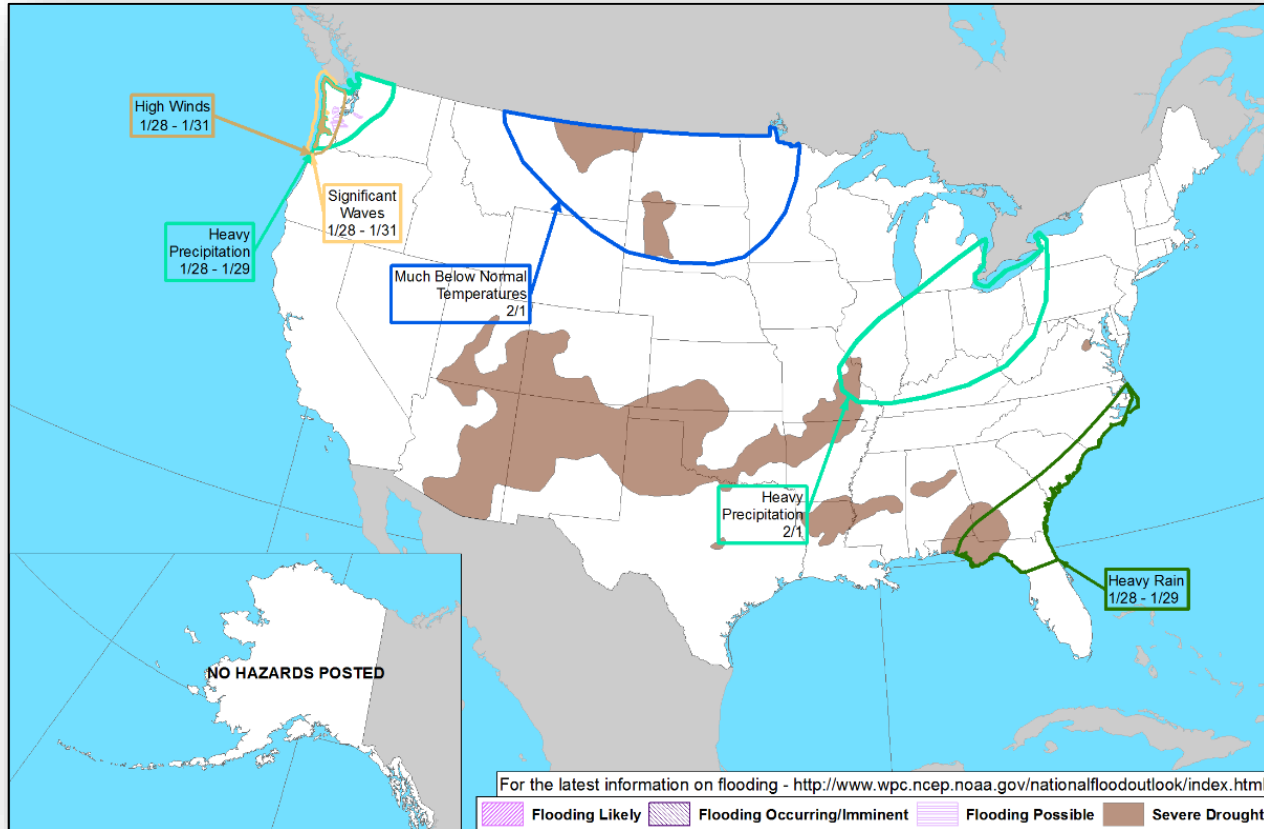 High Winds
1/28 - 1/31
Significant
Waves
1/28 - 1/31
Heavy
Precipitation
1/28 - 1/29
Much Below Normal
Temperatures
2/1
Heavy
Precipitation
2/1
Heavy Rain
1/28 - 1/29
NO HAZARDS POSTED
For the latest information on flooding - http://www.wpc.ncep.noaa.gov/nationalfloodoutlook/index.html
Flooding Likely
Flooding Occurring/Imminent
Flooding Possible
Severe Drought